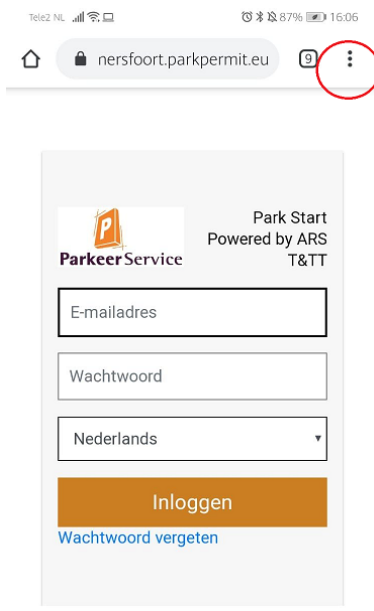 Tele2 NL 87% 16:06
nersfoort.parkpermit.eu 9
P
ParkeerService
Park Start
Powered by ARS
T&TT
E-mailadres
Wachtwoord
Nederlands
Inloggen
Wachtwoord vergeten